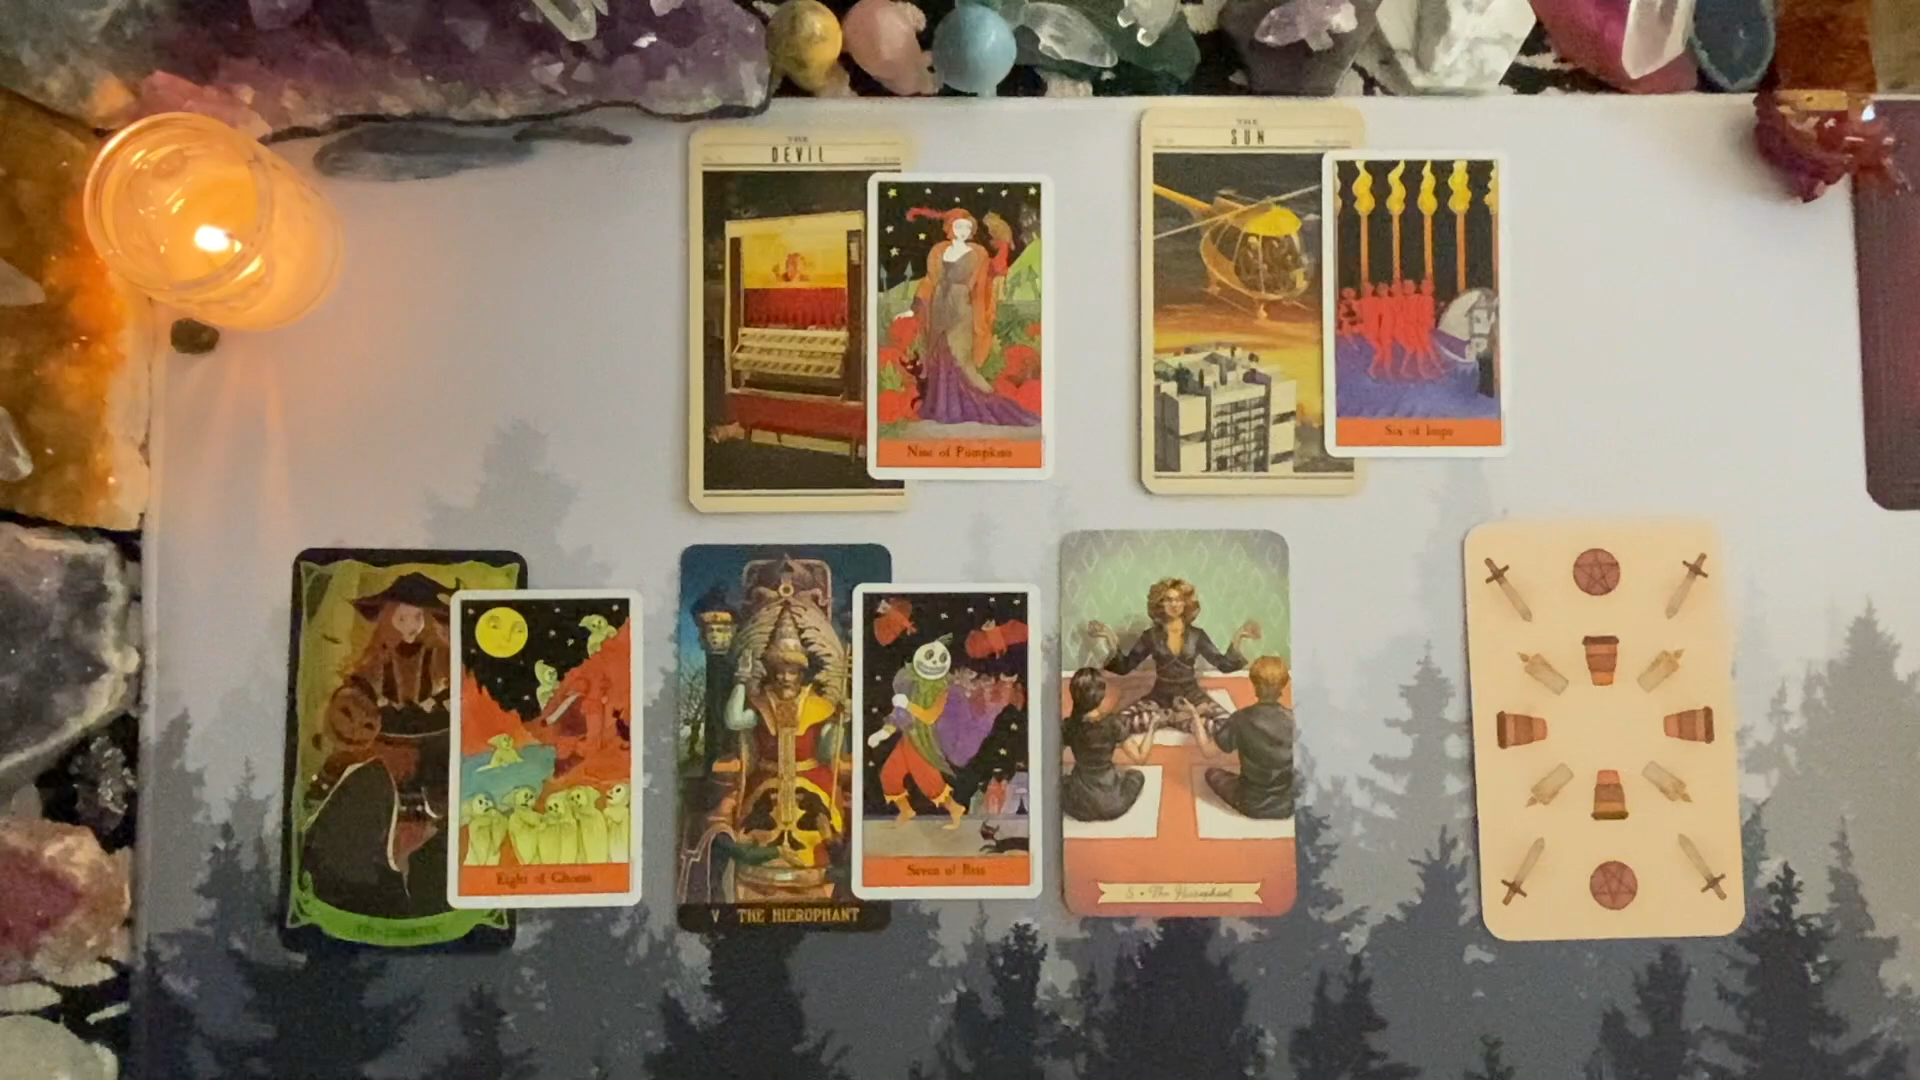 THE
DEVIL
THE
SUN
Nine of Pumpkins
Six of Imps
Eight of Ghosts
V THE HIEROPHANT
Seven of Bats
5 • The Hierophant